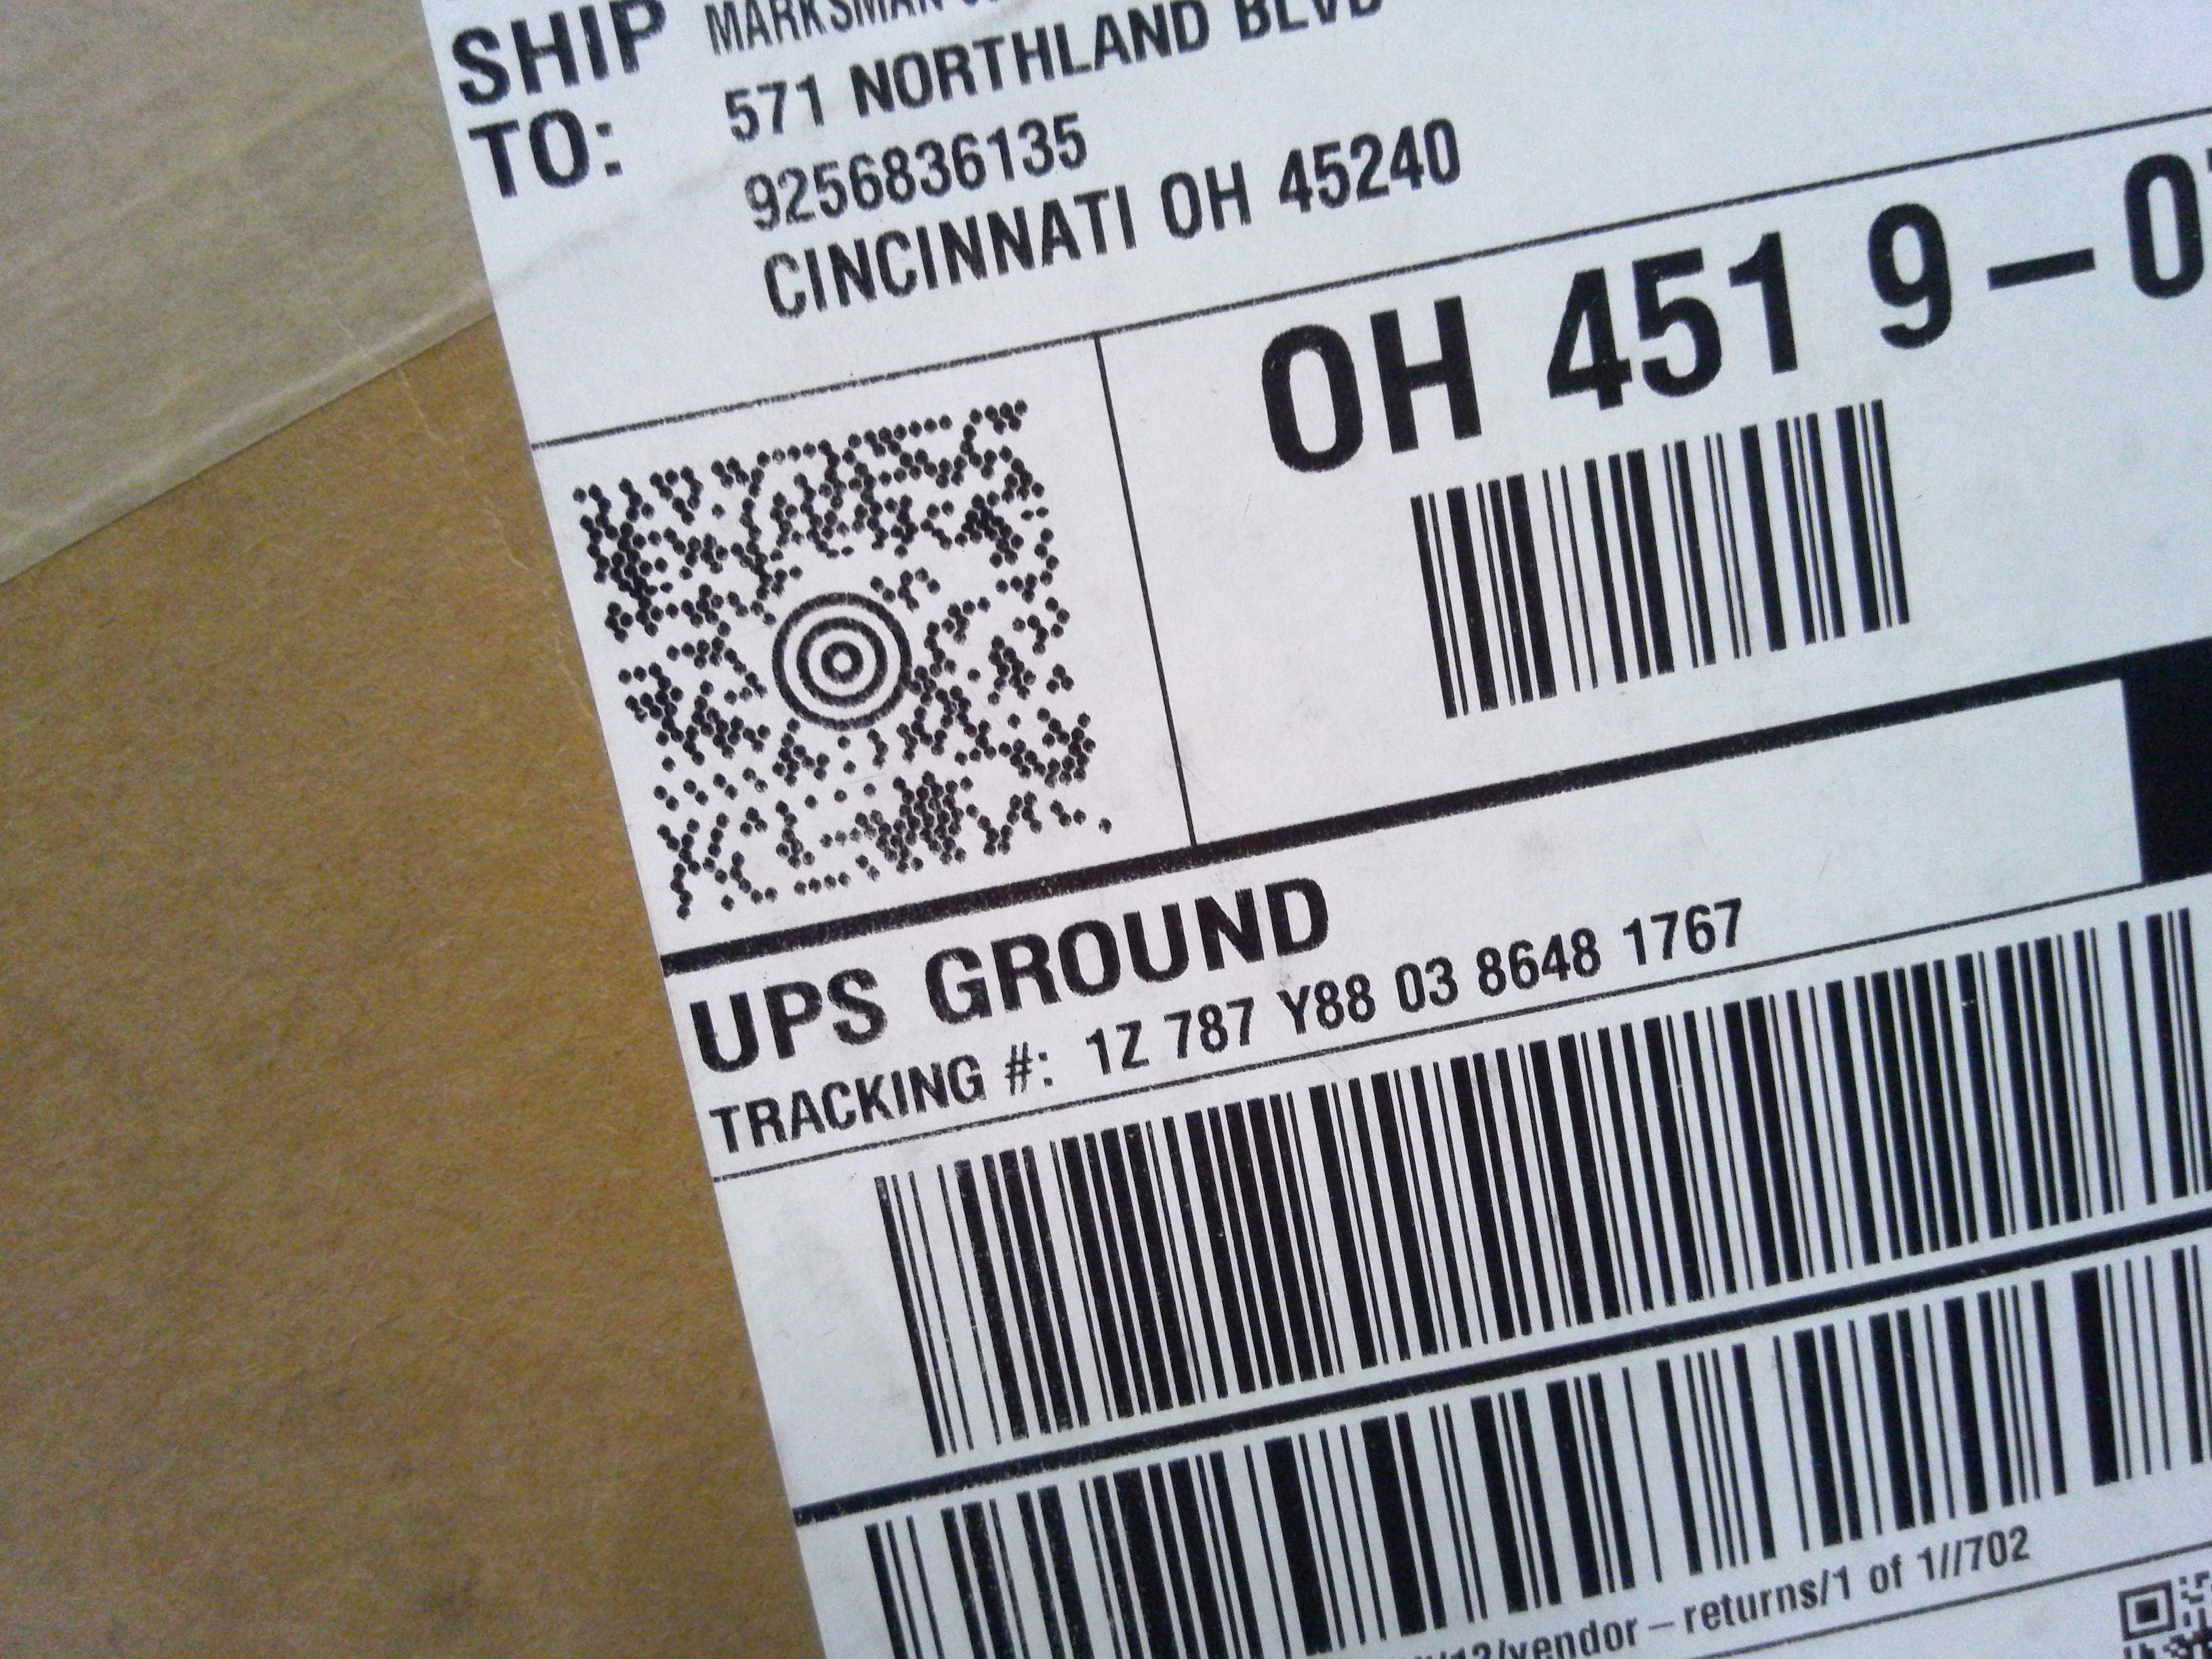 SHIP TO:
MARKSMAN
571 NORTHLAND BLVD
9256836135
CINCINNATI OH 45240
OH 451 9-0
UPS GROUND
TRACKING #: 1Z 787 Y88 03 8648 1767
/vendor-returns/1 of 1//702